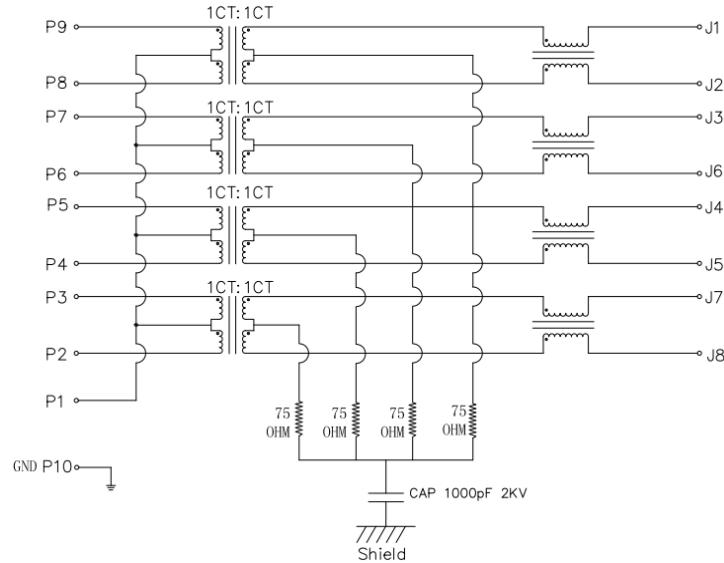 1CT: 1CT
P9
J1
P8
J2
1CT: 1CT
P7
J3
P6
J6
1CT: 1CT
P5
J4
P4
J5
1CT: 1CT
P3
J7
P2
J8
P1
75 75 75 75
OHM OHM OHM OHM
GND P10
CAP 1000pF 2KV
Shield